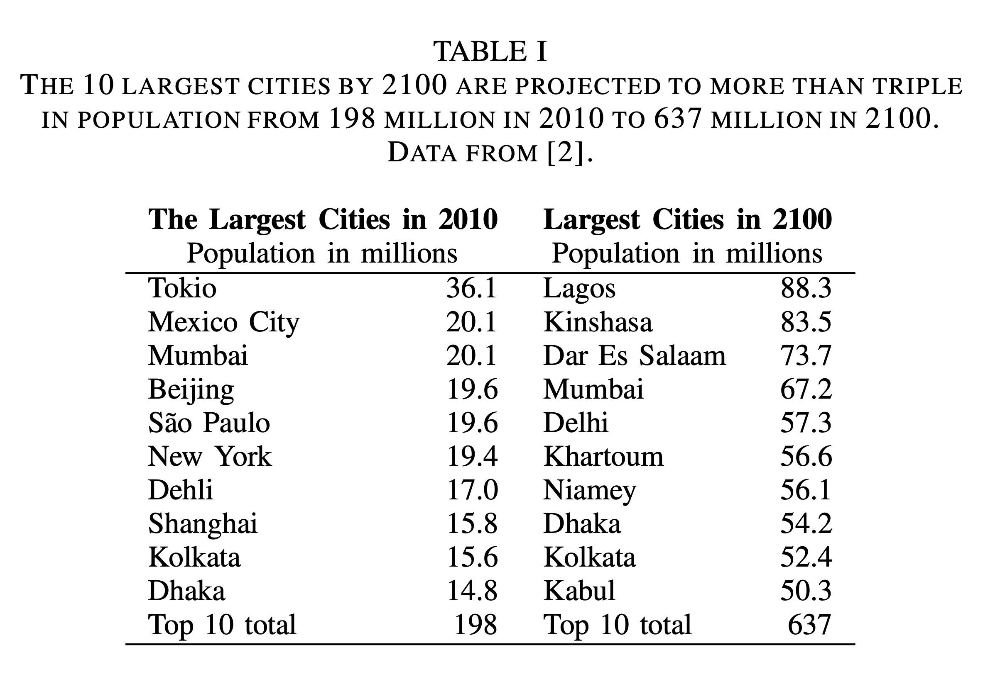 TABLE I
THE 10 LARGEST CITIES BY 2100 ARE PROJECTED TO MORE THAN TRIPLE
IN POPULATION FROM 198 MILLION IN 2010 TO 637 MILLION IN 2100.
DATA FROM [2].
The Largest Cities in 2010 Largest Cities in 2100
Population in millions Population in millions
Tokio 36.1 Lagos 88.3
Mexico City 20.1 Kinshasa 83.5
Mumbai 20.1 Dar Es Salaam 73.7
Beijing 19.6 Mumbai 67.2
São Paulo 19.6 Delhi 57.3
New York 19.4 Khartoum 56.6
Dehli 17.0 Niamey 56.1
Shanghai 15.8 Dhaka 54.2
Kolkata 15.6 Kolkata 52.4
Dhaka 14.8 Kabul 50.3
Top 10 total 198 Top 10 total 637